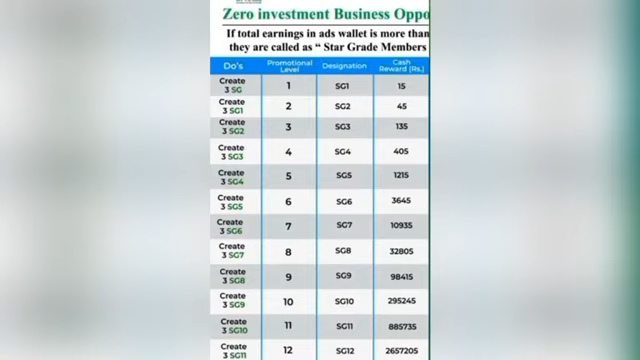 Zero investment Business Oppo
If total earnings in ads wallet is more than
they are called as “ Star Grade Members
Do's Promotional Level Designation Cash Reward (Rs.)
Create 3 SG 1 SG1 15
Create 3 SG1 2 SG2 45
Create 3 SG2 3 SG3 135
Create 3 SG3 4 SG4 405
Create 3 SG4 5 SG5 1215
Create 3 SG5 6 SG6 3645
Create 3 SG6 7 SG7 10935
Create 3 SG7 8 SG8 32805
Create 3 SG8 9 SG9 98415
Create 3 SG9 10 SG10 295245
Create 3 SG10 11 SG11 885735
Create 3 SG11 12 SG12 2657205